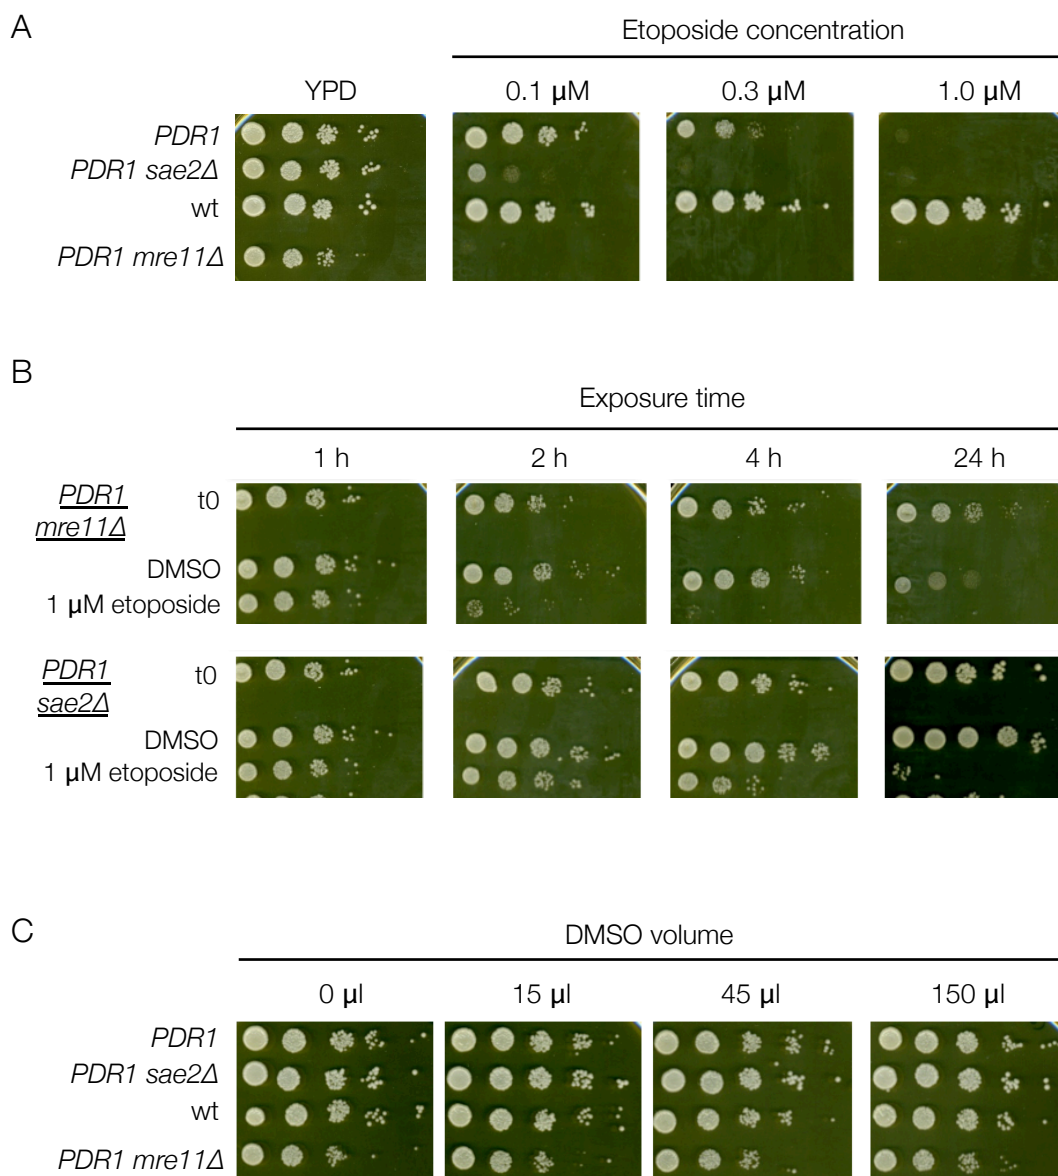 A
Etoposide concentration
YPD
0.1 µM
0.3 µM
1.0 µM
PDR1
PDR1 sae2Δ
wt
PDR1 mre11Δ
B
Exposure time
1 h
2 h
4 h
24 h
PDR1
mre11Δ
t0
DMSO
1 µM etoposide
PDR1
sae2Δ
t0
DMSO
1 µM etoposide
C
DMSO volume
0 µl
15 µl
45 µl
150 µl
PDR1
PDR1 sae2Δ
wt
PDR1 mre11Δ